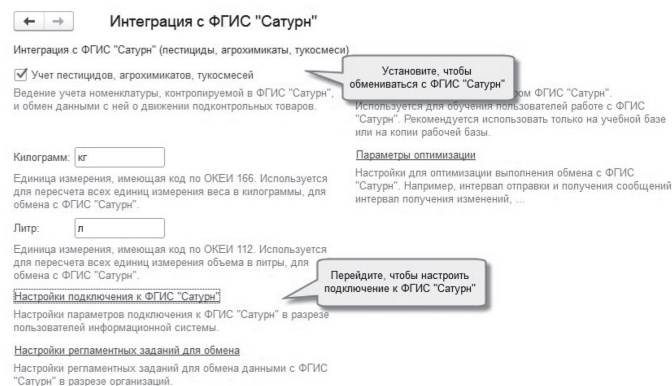 Интеграция с ФГИС "Сатурн"
Интеграция с ФГИС "Сатурн" (пестициды, агрохимикаты, тукосмеси)
Учет пестицидов, агрохимикатов, тукосмесей
Ведение учета номенклатуры, контролируемой в ФГИС "Сатурн",
и обмен данными с ней о движении подконтрольных товаров.
Установите, чтобы
обмениваться с ФГИС "Сатурн"
ром ФГИС "Сатурн".
Используется для обучения пользователей работе с ФГИС
"Сатурн". Рекомендуется использовать только на учебной базе
или на копии рабочей базы.
Килограмм: кг
Единица измерения, имеющая код по ОКЕИ 166. Используется
для пересчета всех единиц измерения веса в килограммы, для
обмена с ФГИС "Сатурн".
Параметры оптимизации
Настройки для оптимизации выполнения обмена с ФГИС
"Сатурн". Например, интервал отправки и получения сообщений
интервал получения изменений, ...
Литр: л
Единица измерения, имеющая код по ОКЕИ 112. Используется
для пересчета всех единиц измерения объема в литры, для
обмена с ФГИС "Сатурн".
Перейдите, чтобы настроить
подключение к ФГИС "Сатурн"
Настройки подключения к ФГИС "Сатурн"
Настройки параметров подключения к ФГИС "Сатурн" в разрезе
пользователей информационной системы.
Настройки регламентных заданий для обмена
Настройки регламентных заданий для обмена данными с ФГИС
"Сатурн" в разрезе организаций.